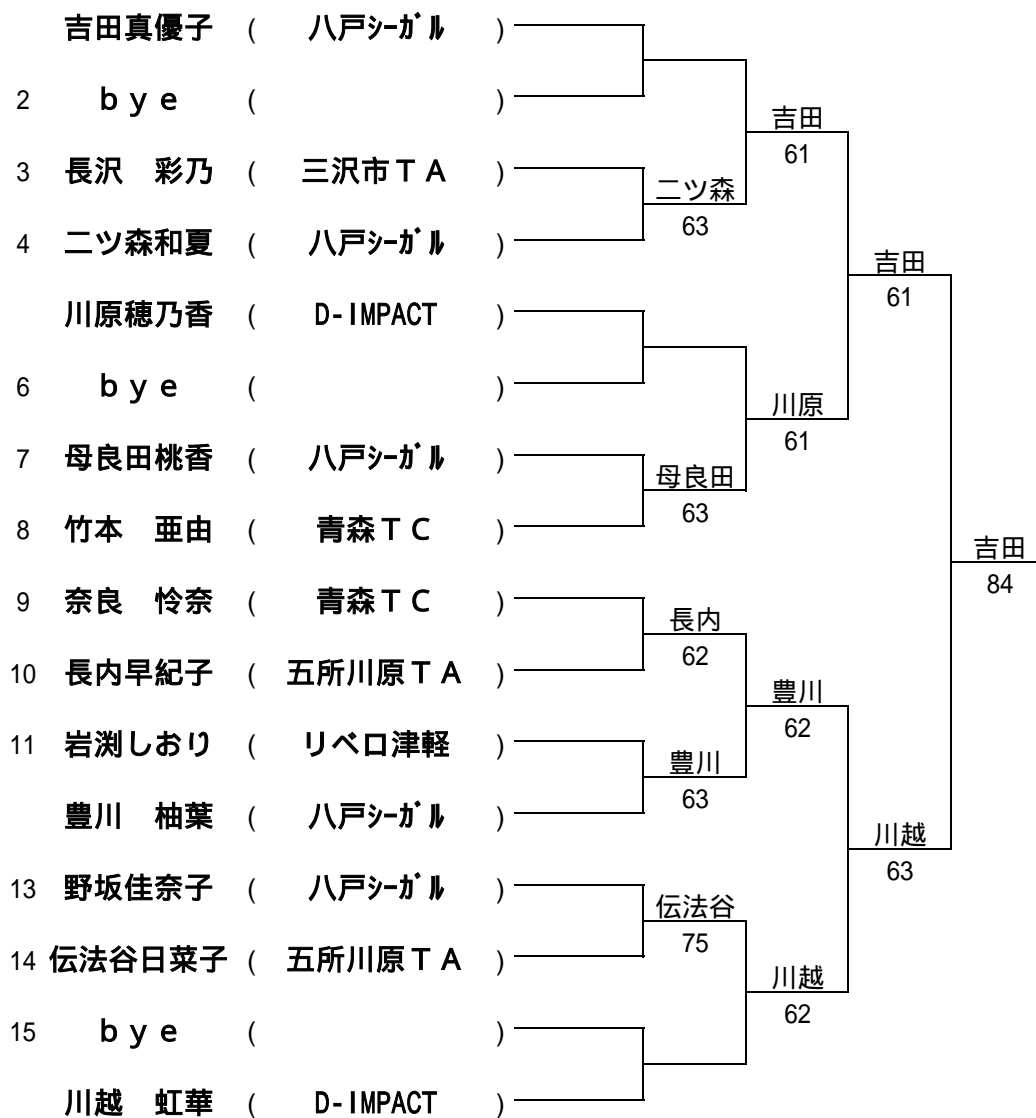 吉田真優子 ( 八戸シーガル )
2 bye ( )
吉田
61
3 長沢 彩乃 ( 三沢市TA )
二ツ森
63
4 二ツ森和夏 ( 八戸シーガル )
吉田
61
川原穂乃香 ( D-IMPACT )
6 bye ( )
川原
61
7 母良田桃香 ( 八戸シーガル )
母良田
63
8 竹本 亜由 ( 青森TC )
吉田
84
9 奈良 怜奈 ( 青森TC )
長内
62
10 長内早紀子 ( 五所川原TA )
豊川
62
11 岩渕しおり ( リベロ津軽 )
豊川
63
豊川 柚葉 ( 八戸シーガル )
川越
63
13 野坂佳奈子 ( 八戸シーガル )
伝法谷
75
14 伝法谷日菜子 ( 五所川原TA )
川越
62
15 bye ( )
川越 虹華 ( D-IMPACT )